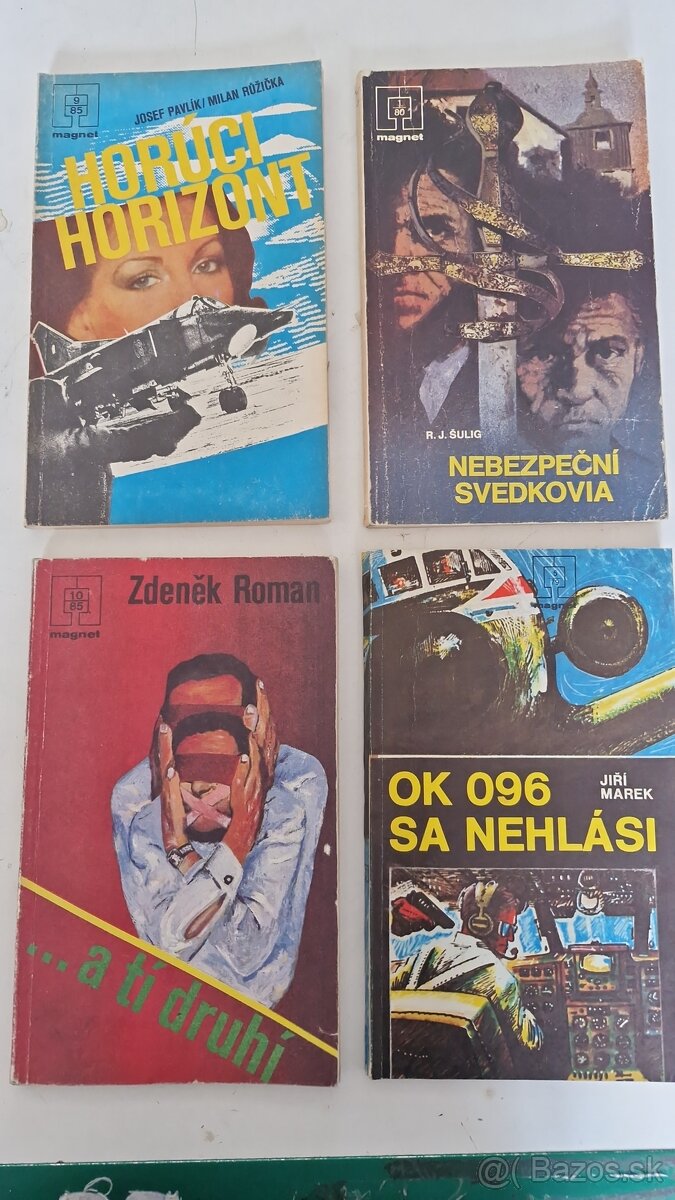 9
85
magnet
JOSEF PAVLÍK/MILAN RŮŽIČKA
HORÚCI
HORIZONT
1
80
magnet
R. J. ŠULIG
NEBEZPEČNÍ
SVEDKOVIA
10
85
magnet
Zdeněk Roman
... a tí druhí
magnet
OK 096
SA NEHLÁSI
JIŘÍ
MAREK
@ Bazos.sk